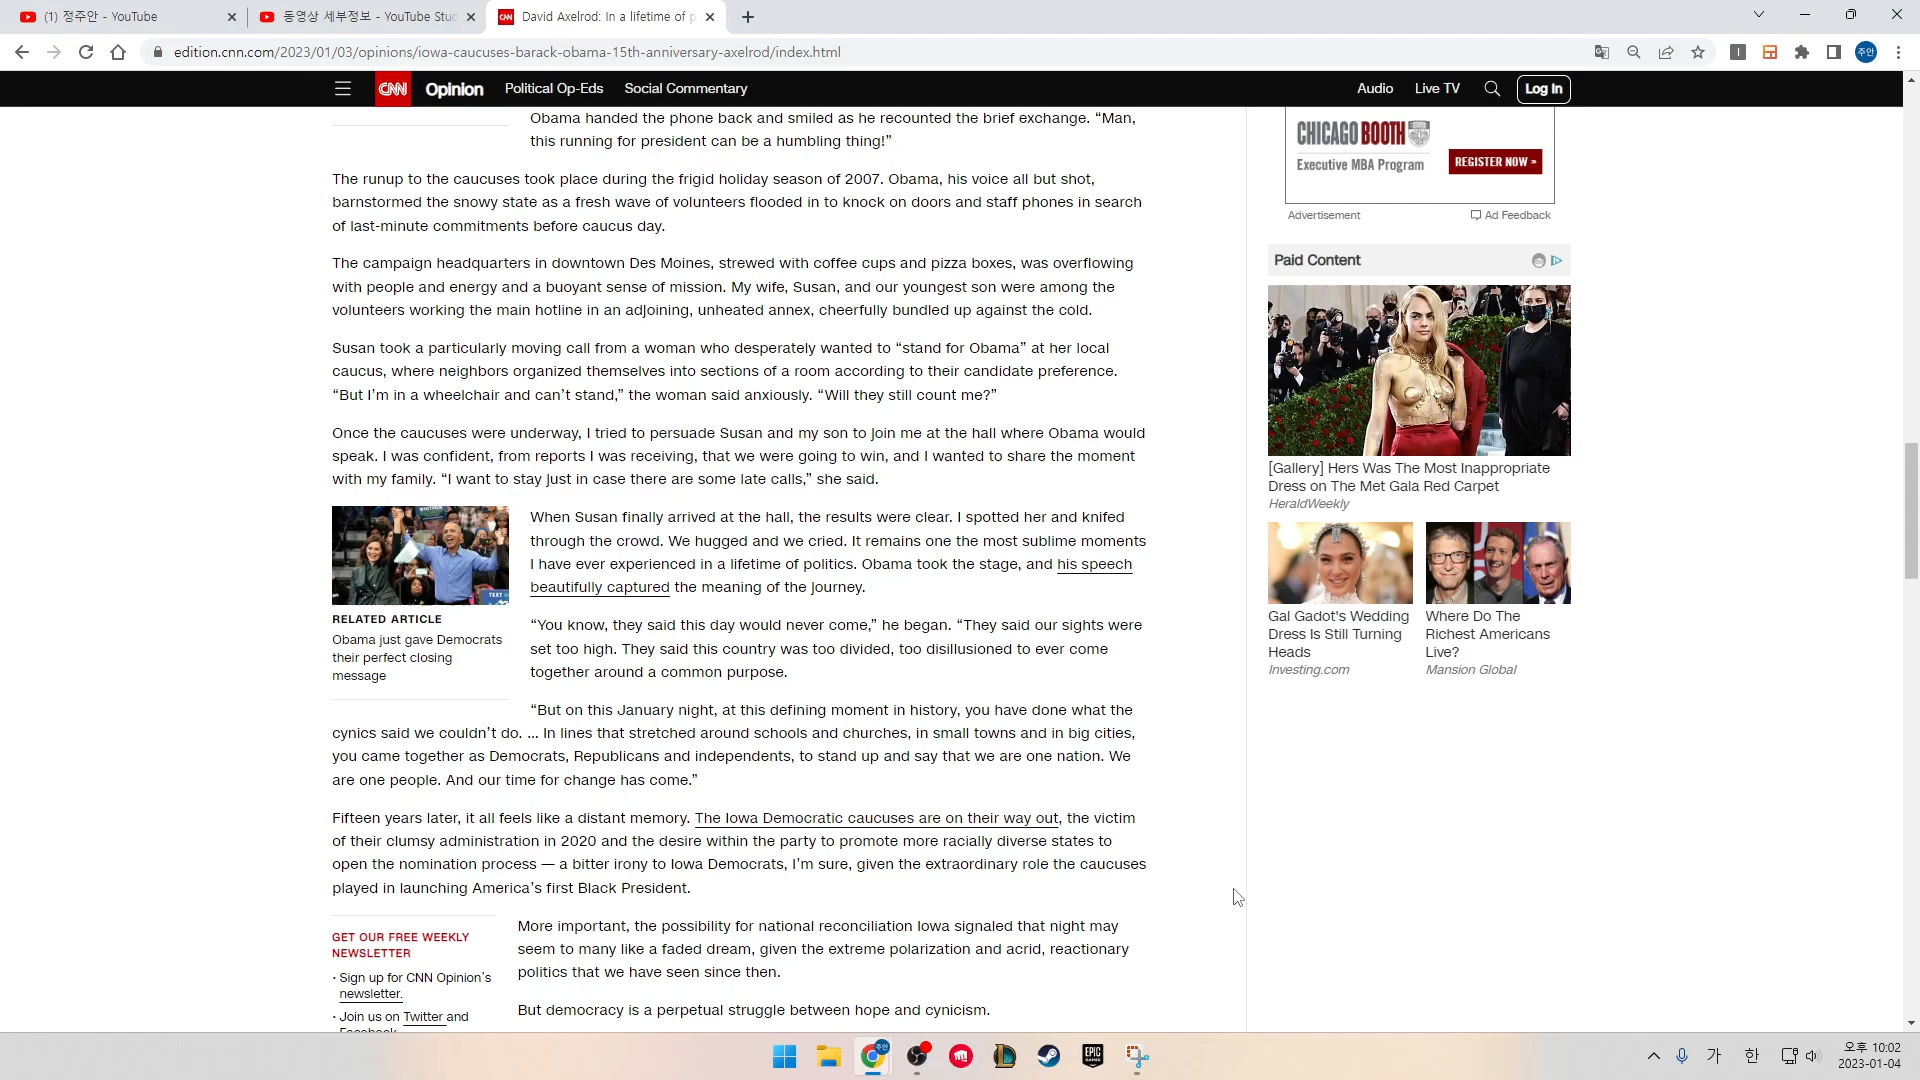 (1) 정주안 - YouTube
동영상 세부정보 - YouTube Stud
CNN
David Axelrod: In a lifetime of p
edition.cnn.com/2023/01/03/opinions/iowa-caucuses-barack-obama-15th-anniversary-axelrod/index.html
주안
CNN Opinion Political Op-Eds Social Commentary
Audio Live TV Log In
Obama handed the phone back and smiled as he recounted the brief exchange. “Man,
this running for president can be a humbling thing!”
The runup to the caucuses took place during the frigid holiday season of 2007. Obama, his voice all but shot,
barnstormed the snowy state as a fresh wave of volunteers flooded in to knock on doors and staff phones in search
of last-minute commitments before caucus day.
The campaign headquarters in downtown Des Moines, strewed with coffee cups and pizza boxes, was overflowing
with people and energy and a buoyant sense of mission. My wife, Susan, and our youngest son were among the
volunteers working the main hotline in an adjoining, unheated annex, cheerfully bundled up against the cold.
Susan took a particularly moving call from a woman who desperately wanted to “stand for Obama” at her local
caucus, where neighbors organized themselves into sections of a room according to their candidate preference.
“But I’m in a wheelchair and can’t stand,” the woman said anxiously. “Will they still count me?”
Once the caucuses were underway, I tried to persuade Susan and my son to join me at the hall where Obama would
speak. I was confident, from reports I was receiving, that we were going to win, and I wanted to share the moment
with my family. “I want to stay just in case there are some late calls,” she said.
TEXT
RELATED ARTICLE
Obama just gave Democrats
their perfect closing
message
When Susan finally arrived at the hall, the results were clear. I spotted her and knifed
through the crowd. We hugged and we cried. It remains one the most sublime moments
I have ever experienced in a lifetime of politics. Obama took the stage, and his speech
beautifully captured the meaning of the journey.
“You know, they said this day would never come,” he began. “They said our sights were
set too high. They said this country was too divided, too disillusioned to ever come
together around a common purpose.
“But on this January night, at this defining moment in history, you have done what the
cynics said we couldn’t do. ... In lines that stretched around schools and churches, in small towns and in big cities,
you came together as Democrats, Republicans and independents, to stand up and say that we are one nation. We
are one people. And our time for change has come.”
Fifteen years later, it all feels like a distant memory. The Iowa Democratic caucuses are on their way out, the victim
of their clumsy administration in 2020 and the desire within the party to promote more racially diverse states to
open the nomination process — a bitter irony to Iowa Democrats, I’m sure, given the extraordinary role the caucuses
played in launching America’s first Black President.
GET OUR FREE WEEKLY
NEWSLETTER
· Sign up for CNN Opinion’s
newsletter.
· Join us on Twitter and
Facebook
More important, the possibility for national reconciliation Iowa signaled that night may
seem to many like a faded dream, given the extreme polarization and acrid, reactionary
politics that we have seen since then.
But democracy is a perpetual struggle between hope and cynicism.
CHICAGO BOOTH
Executive MBA Program
REGISTER NOW »
Advertisement
Ad Feedback
Paid Content
[Gallery] Hers Was The Most Inappropriate
Dress on The Met Gala Red Carpet
HeraldWeekly
Gal Gadot's Wedding
Dress Is Still Turning
Heads
Investing.com
Where Do The
Richest Americans
Live?
Mansion Global
주안
EPIC
GAMES
가 한
오후 10:02
2023-01-04